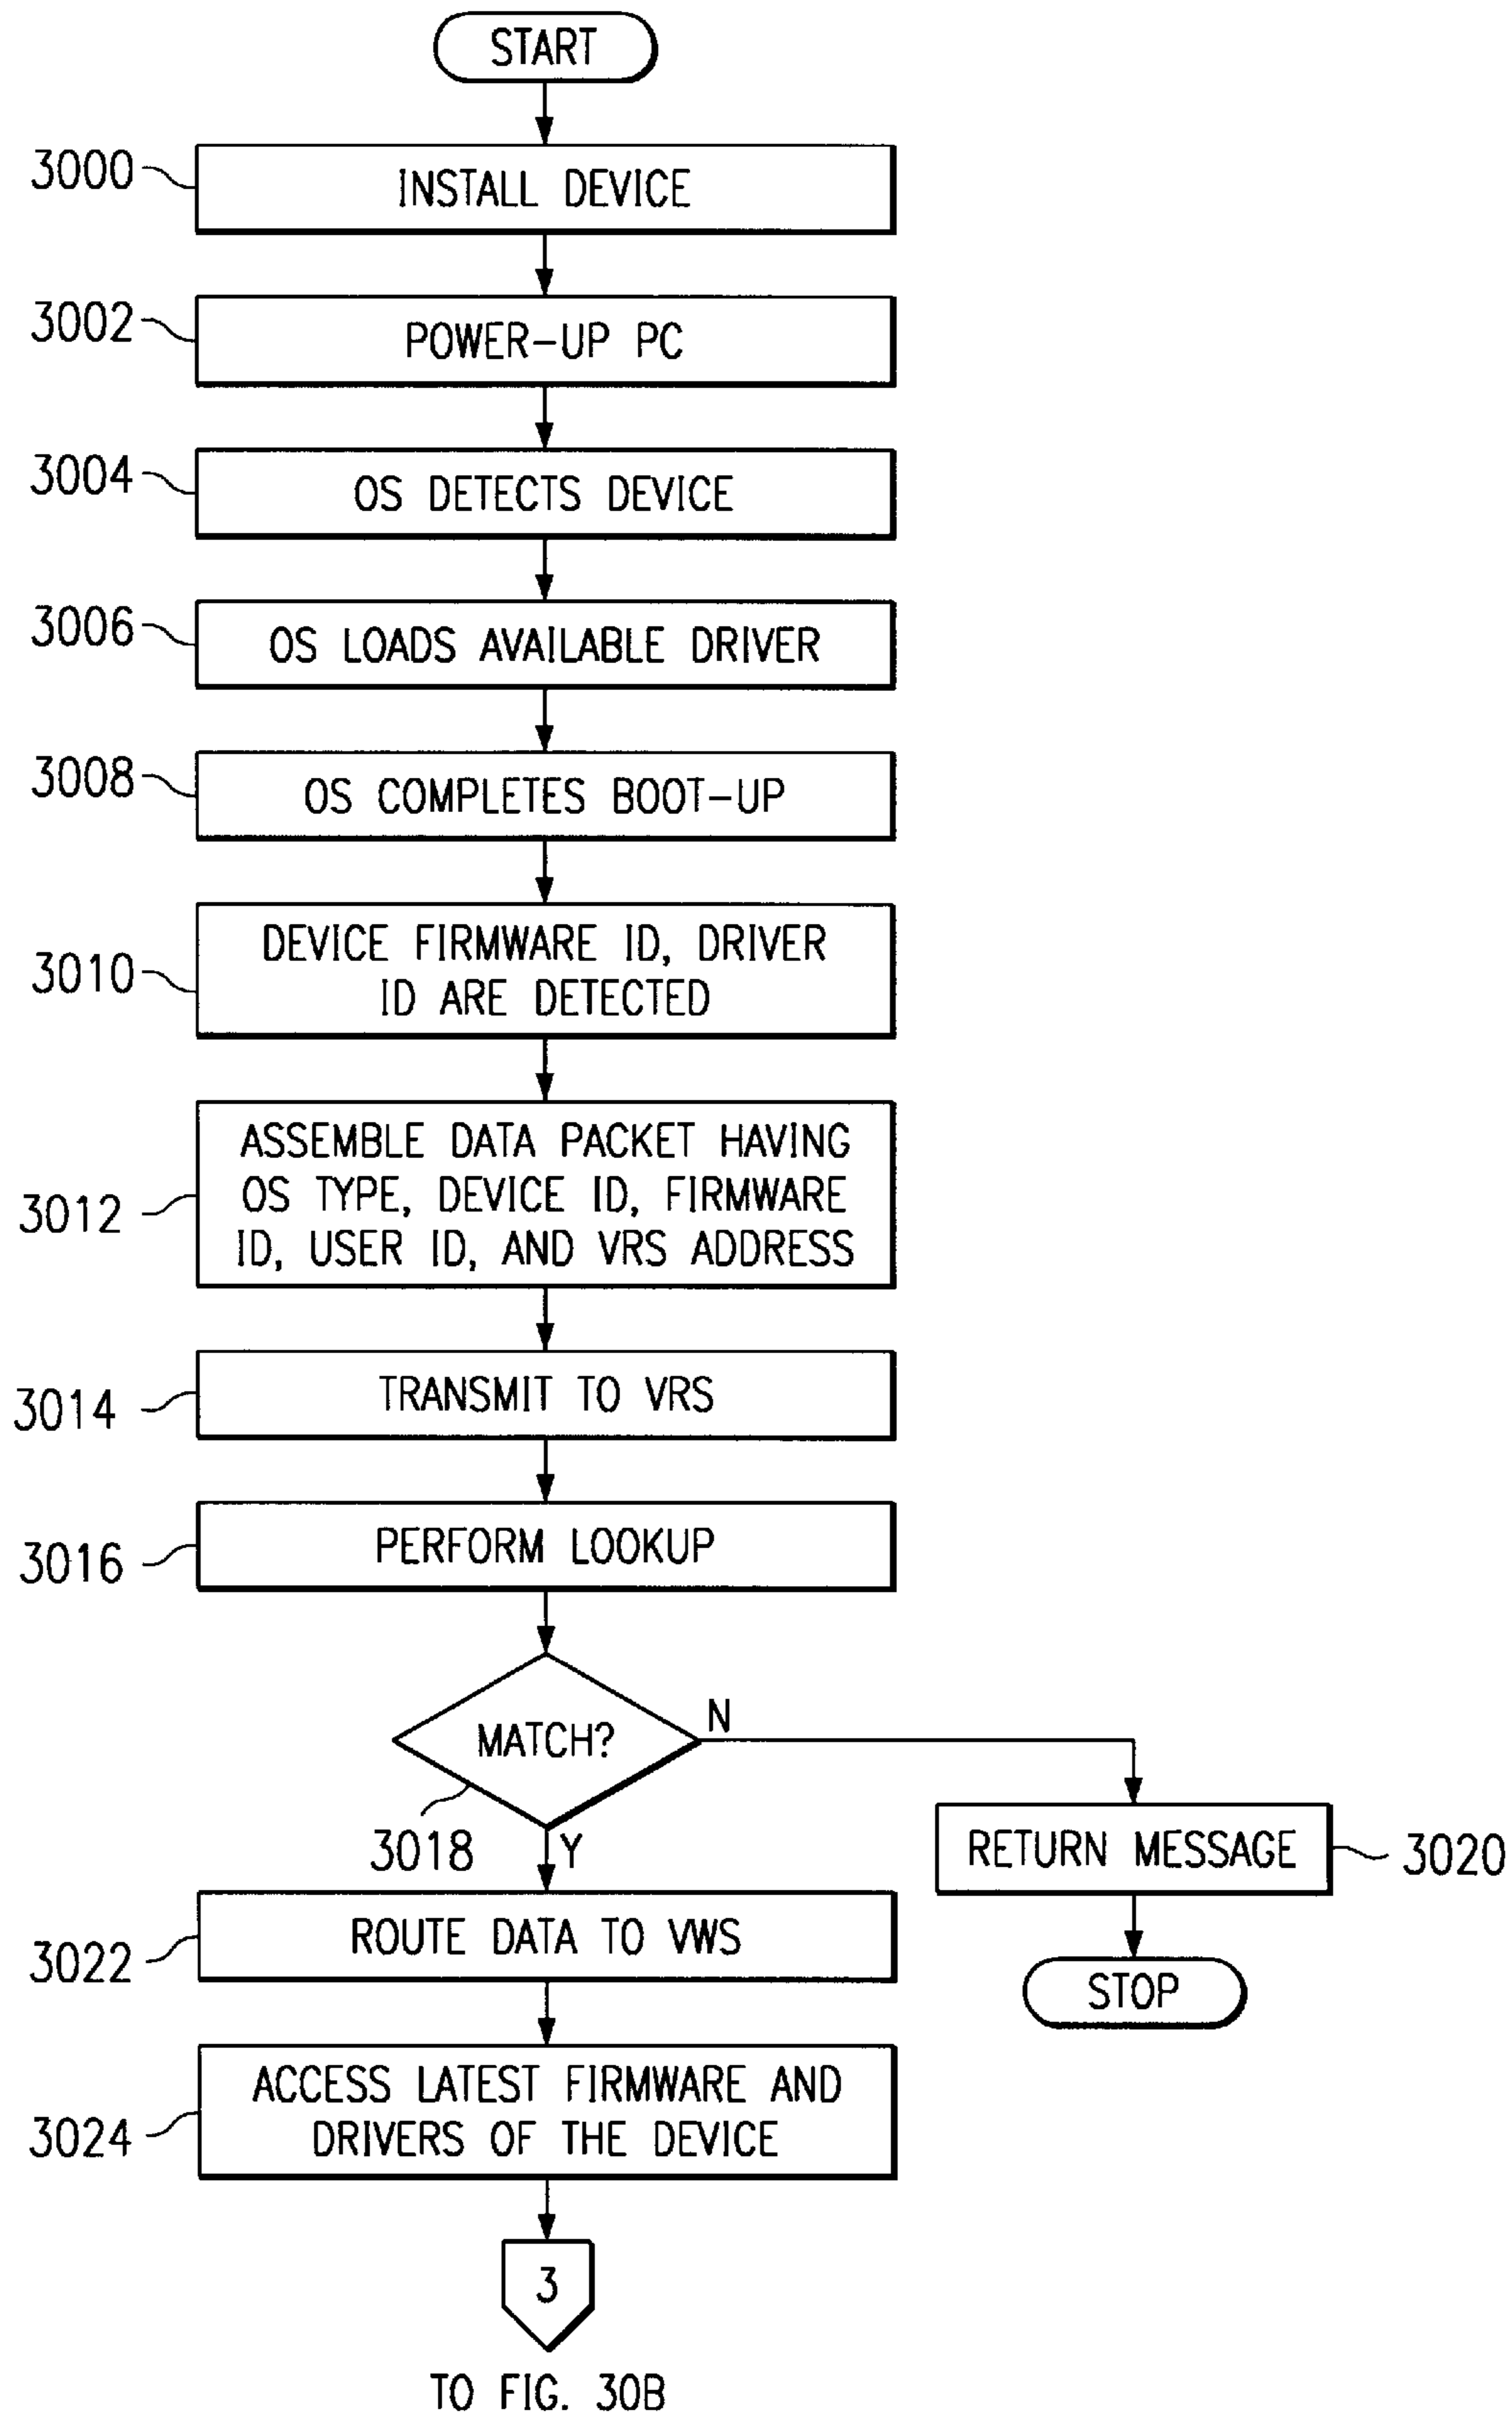 START
3000
INSTALL DEVICE
3002
POWER-UP PC
3004
OS DETECTS DEVICE
3006
OS LOADS AVAILABLE DRIVER
3008
OS COMPLETES BOOT-UP
3010
DEVICE FIRMWARE ID, DRIVER
ID ARE DETECTED
3012
ASSEMBLE DATA PACKET HAVING
OS TYPE, DEVICE ID, FIRMWARE
ID, USER ID, AND VRS ADDRESS
3014
TRANSMIT TO VRS
3016
PERFORM LOOKUP
MATCH?
N
3018
Y
RETURN MESSAGE
3020
STOP
3022
ROUTE DATA TO VWS
3024
ACCESS LATEST FIRMWARE AND
DRIVERS OF THE DEVICE
3
TO FIG. 30B